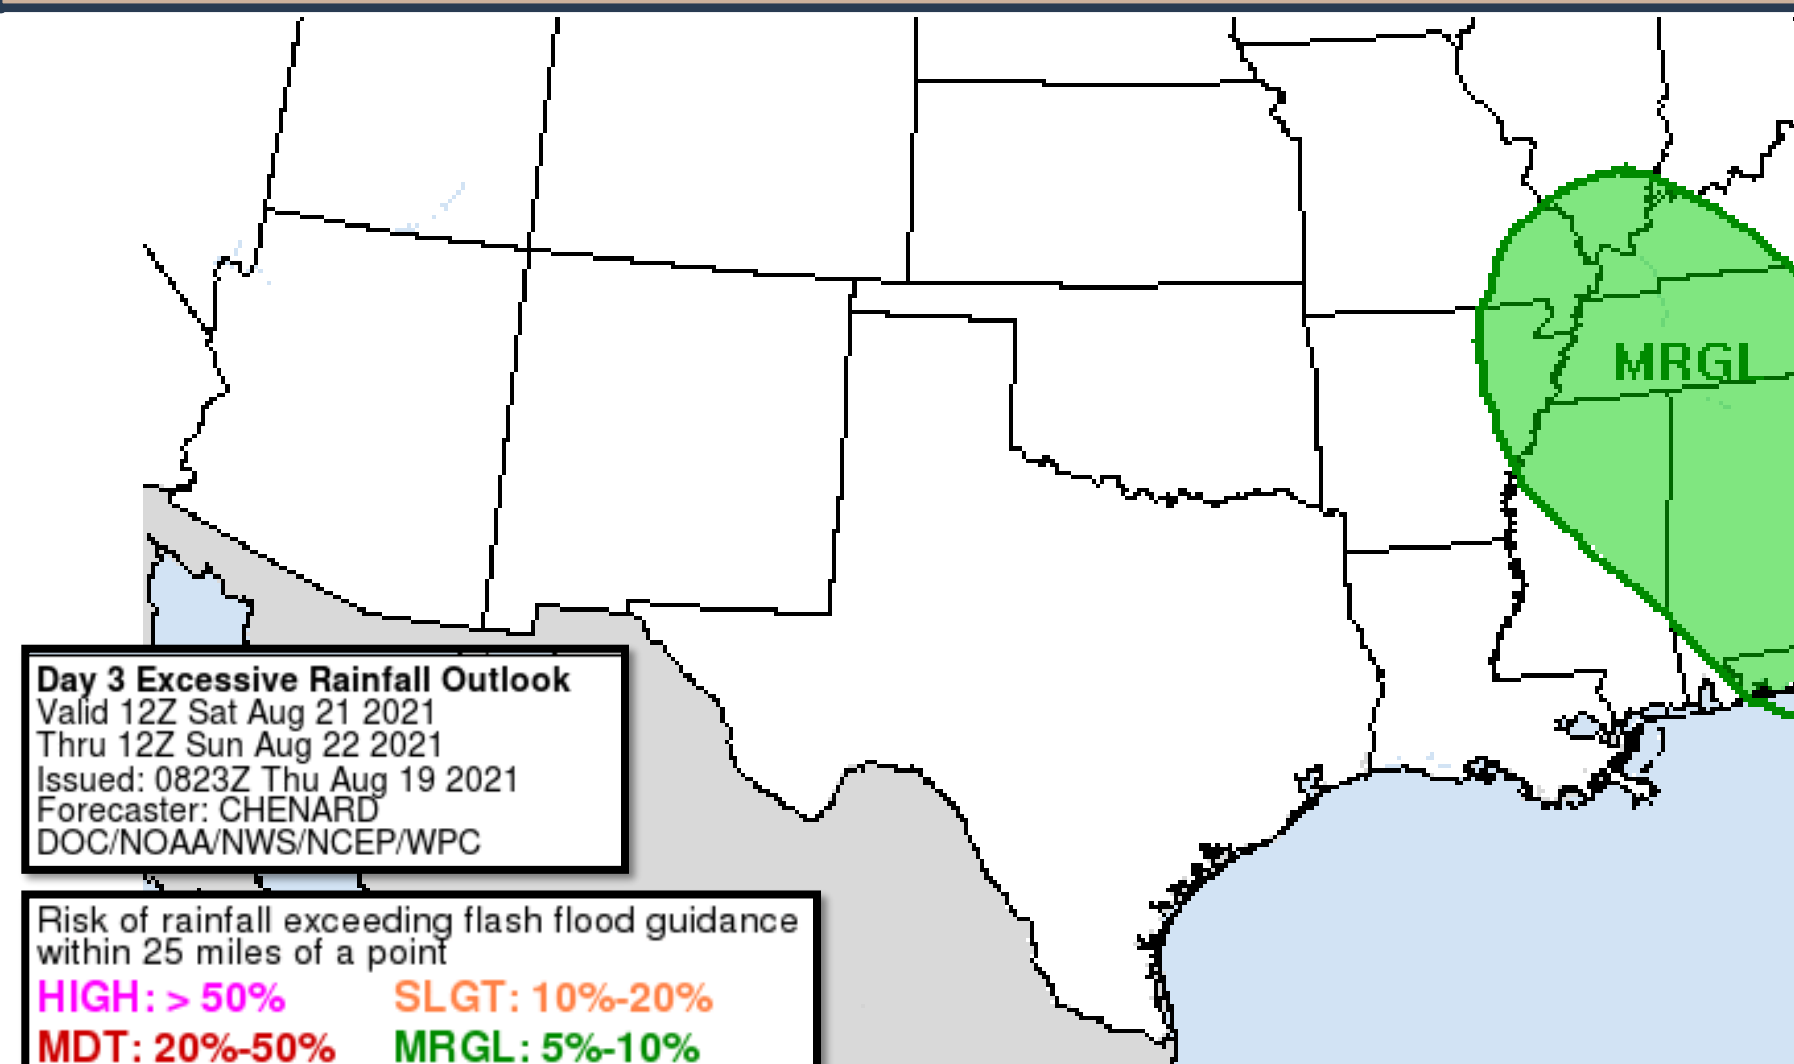 MRGL
Day 3 Excessive Rainfall Outlook
Valid 12Z Sat Aug 21 2021
Thru 12Z Sun Aug 22 2021
Issued: 0823Z Thu Aug 19 2021
Forecaster: CHENARD
DOC/NOAA/NWS/NCEP/WPC
Risk of rainfall exceeding flash flood guidance
within 25 miles of a point
HIGH: > 50% SLGT: 10%-20%
MDT: 20%-50% MRGL: 5%-10%